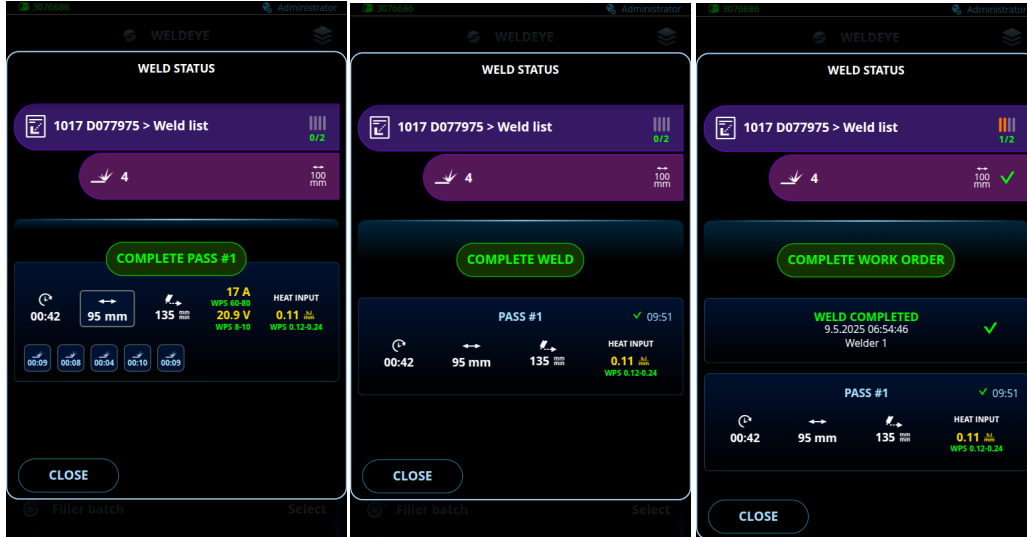 3076686
Administrator
WELDEYE
WELD STATUS
1017 D077975 > Weld list
0/2
4
100
mm
COMPLETE PASS #1
00:42
95 mm
135 mm
min
17 A
WPS 60-80
20.9 V
WPS 8-10
HEAT INPUT
0.11 kJ
mm
WPS 0.12-0.24
00:09
00:08
00:04
00:10
00:09
CLOSE
Filler batch
Select
3076686
Administrator
WELDEYE
WELD STATUS
1017 D077975 > Weld list
0/2
4
100
mm
COMPLETE WELD
PASS #1
09:51
00:42
95 mm
135 mm
min
HEAT INPUT
0.11 kJ
mm
WPS 0.12-0.24
CLOSE
Filler batch
Select
3076686
Administrator
WELDEYE
WELD STATUS
1017 D077975 > Weld list
1/2
4
100
mm
COMPLETE WORK ORDER
WELD COMPLETED
9.5.2025 06:54:46
Welder 1
PASS #1
09:51
00:42
95 mm
135 mm
min
HEAT INPUT
0.11 kJ
mm
WPS 0.12-0.24
CLOSE